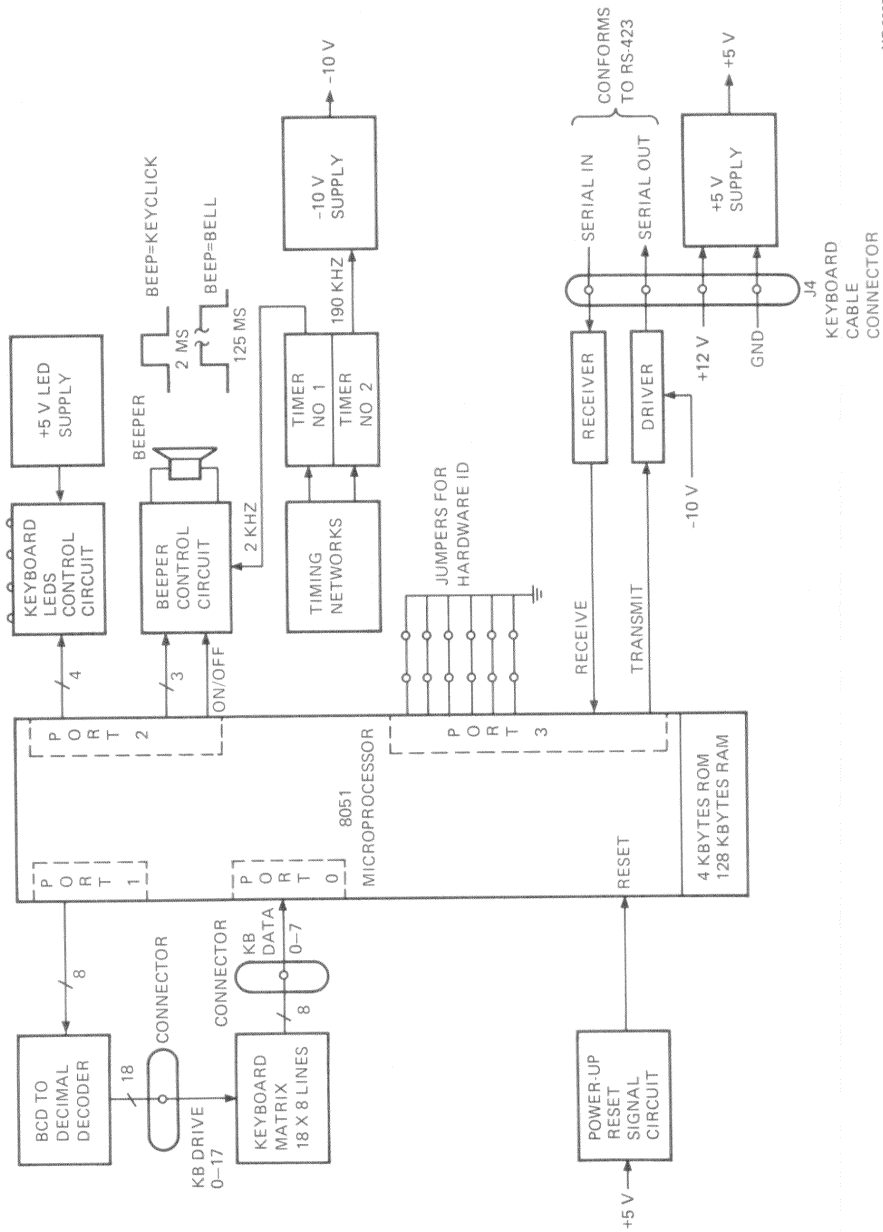 BCD TO
DECIMAL
DECODER
8
18
CONNECTOR
KB DRIVE
0–17
KEYBOARD
MATRIX
18 X 8 LINES
CONNECTOR
KB
DATA
0–7
8
+5 V
POWER-UP
RESET
SIGNAL
CIRCUIT
PORT 1
PORT 0
PORT 2
PORT 3
8051
MICROPROCESSOR
RESET
4 KBYTES ROM
128 KBYTES RAM
4
KEYBOARD
LEDS
CONTROL
CIRCUIT
+5 V LED
SUPPLY
3
ON/OFF
BEEPER
CONTROL
CIRCUIT
BEEPER
BEEP=KEYCLICK
2 MS
BEEP=BELL
125 MS
2 KHZ
TIMING
NETWORKS
TIMER
NO 1
TIMER
NO 2
190 KHZ
-10 V
SUPPLY
-10 V
JUMPERS FOR
HARDWARE ID
RECEIVE
TRANSMIT
RECEIVER
DRIVER
-10 V
SERIAL IN
SERIAL OUT
CONFORMS
TO RS-423
+12 V
GND
+5 V
SUPPLY
+5 V
J4
KEYBOARD
CABLE
CONNECTOR